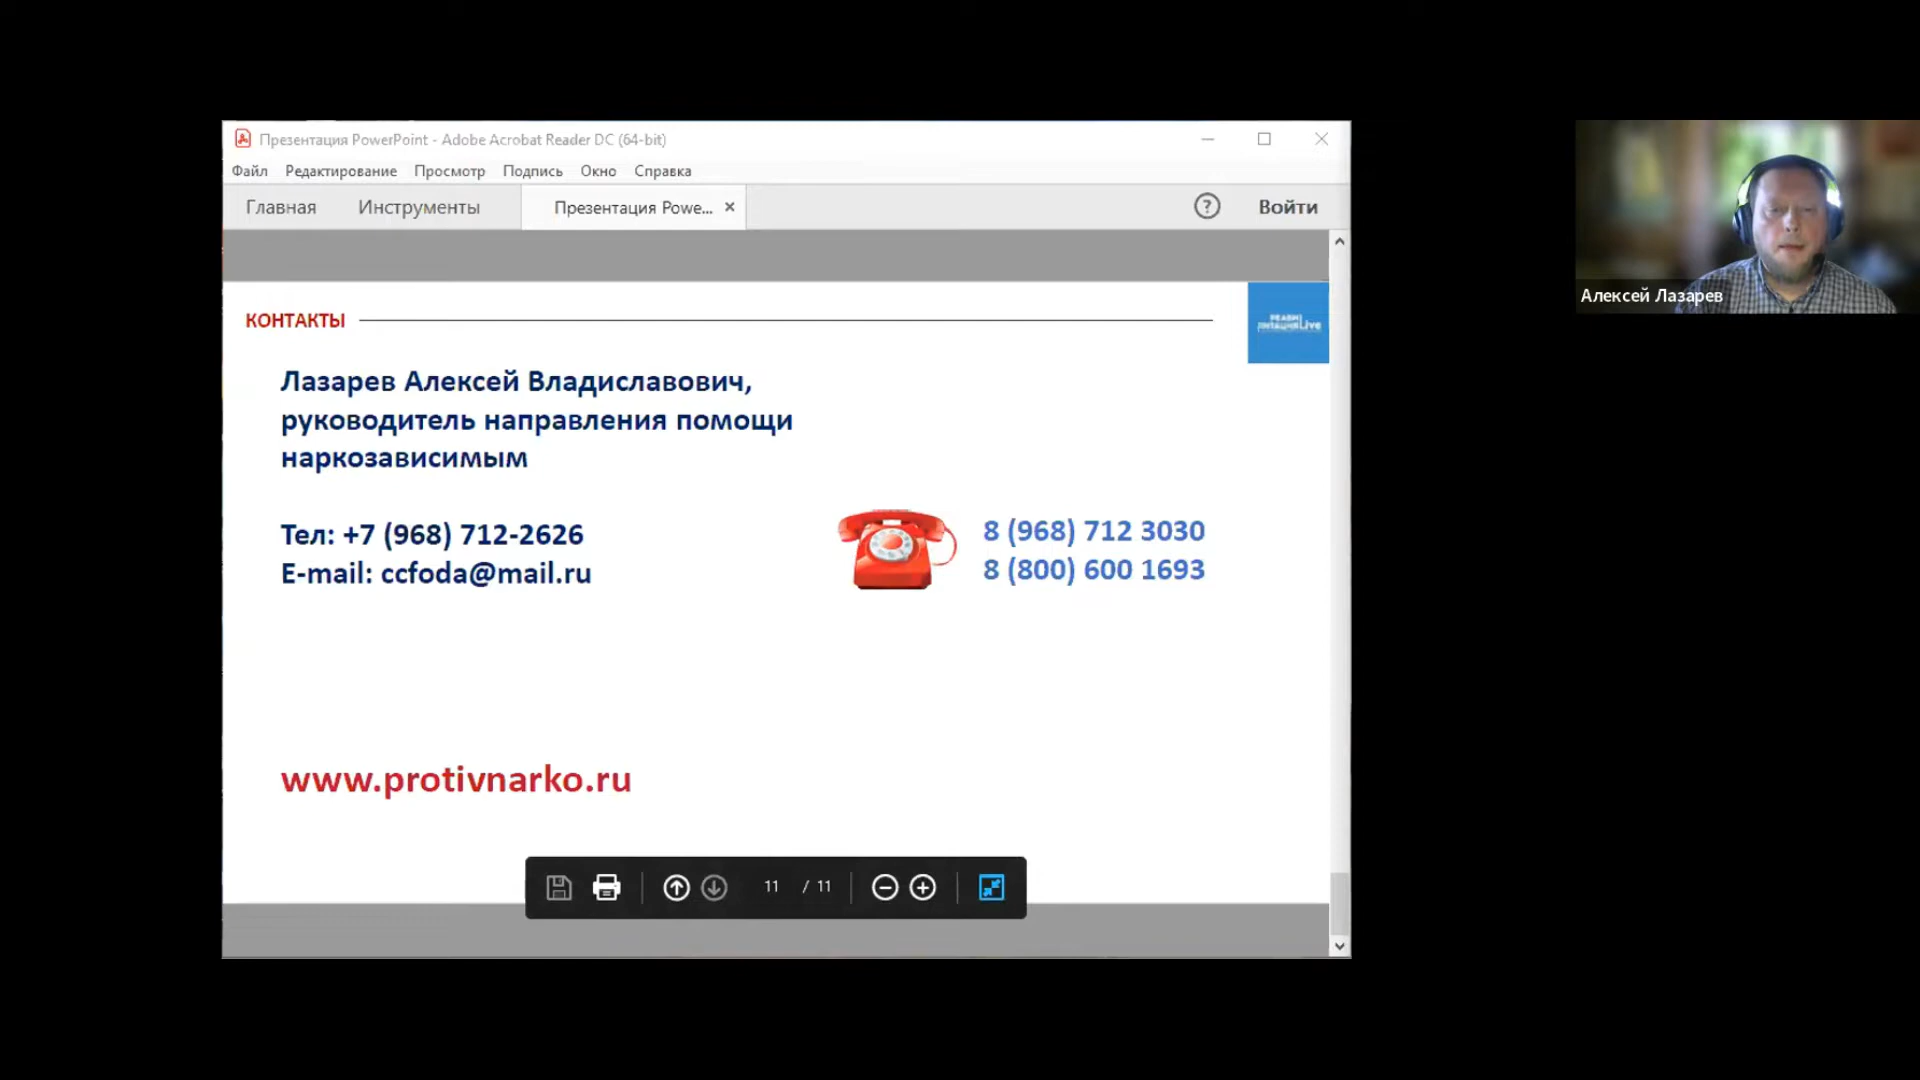 Презентация PowerPoint - Adobe Acrobat Reader DC (64-bit)
Файл Редактирование Просмотр Подпись Окно Справка
Главная Инструменты Презентация Powe... Войти
КОНТАКТЫ
РЕАБИ
ЛИТАЦИЯLive
Лазарев Алексей Владиславович,
руководитель направления помощи
наркозависимым
Тел: +7 (968) 712-2626
E-mail: ccfoda@mail.ru
8 (968) 712 3030
8 (800) 600 1693
www.protivnarko.ru
11 / 11
Алексей Лазарев